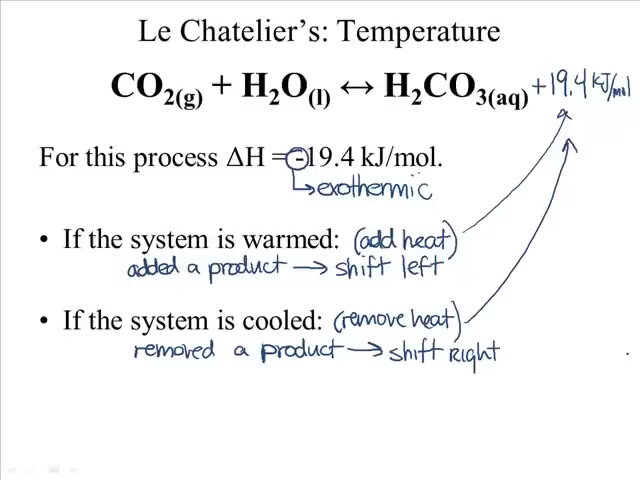 Le Chatelier's: Temperature
CO₂(g) + H₂O(l) ↔ H₂CO₃(aq) +19.4 kJ/mol
For this process ΔH = -19.4 kJ/mol.
↳exothermic
• If the system is warmed: (add heat)
added a product → shift left
• If the system is cooled: (remove heat)
removed a product → shift Right